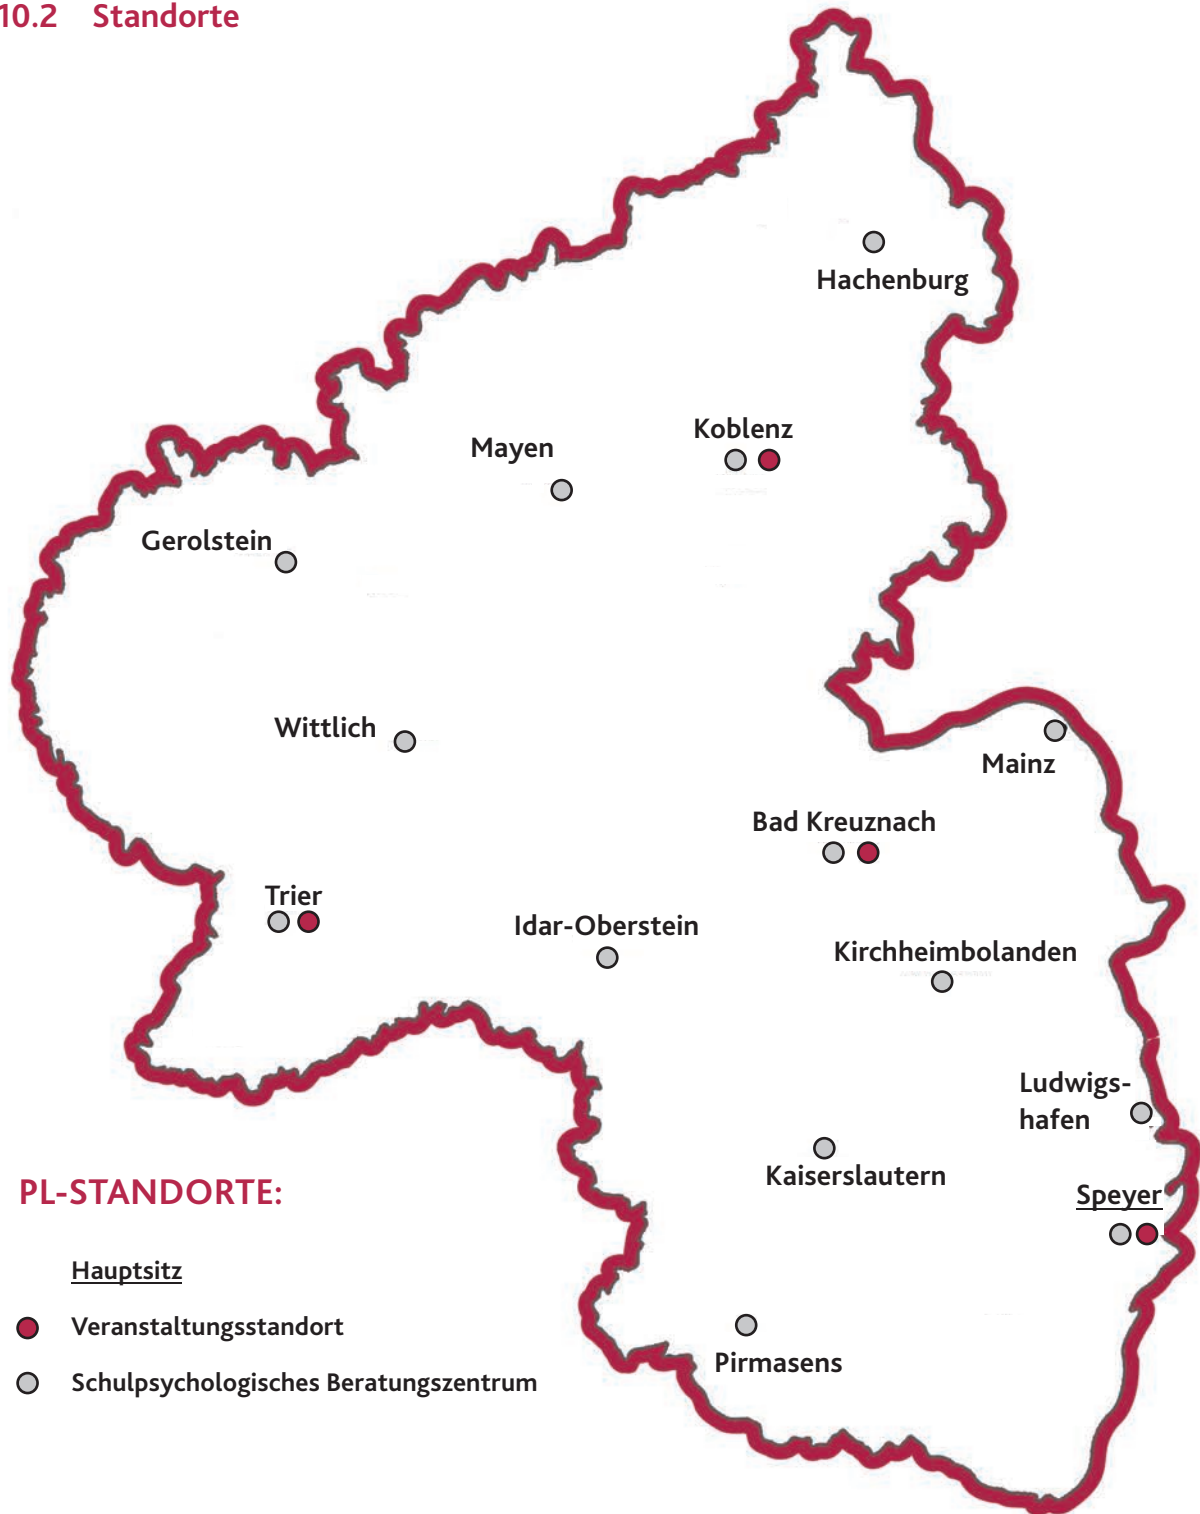 10.2 Standorte
Hachenburg
Koblenz
Mayen
Gerolstein
Wittlich
Mainz
Bad Kreuznach
Trier
Idar-Oberstein
Kirchheimbolanden
Ludwigs-
hafen
Kaiserslautern
Speyer
Pirmasens
PL-STANDORTE:
Hauptsitz
Veranstaltungsstandort
Schulpsychologisches Beratungszentrum